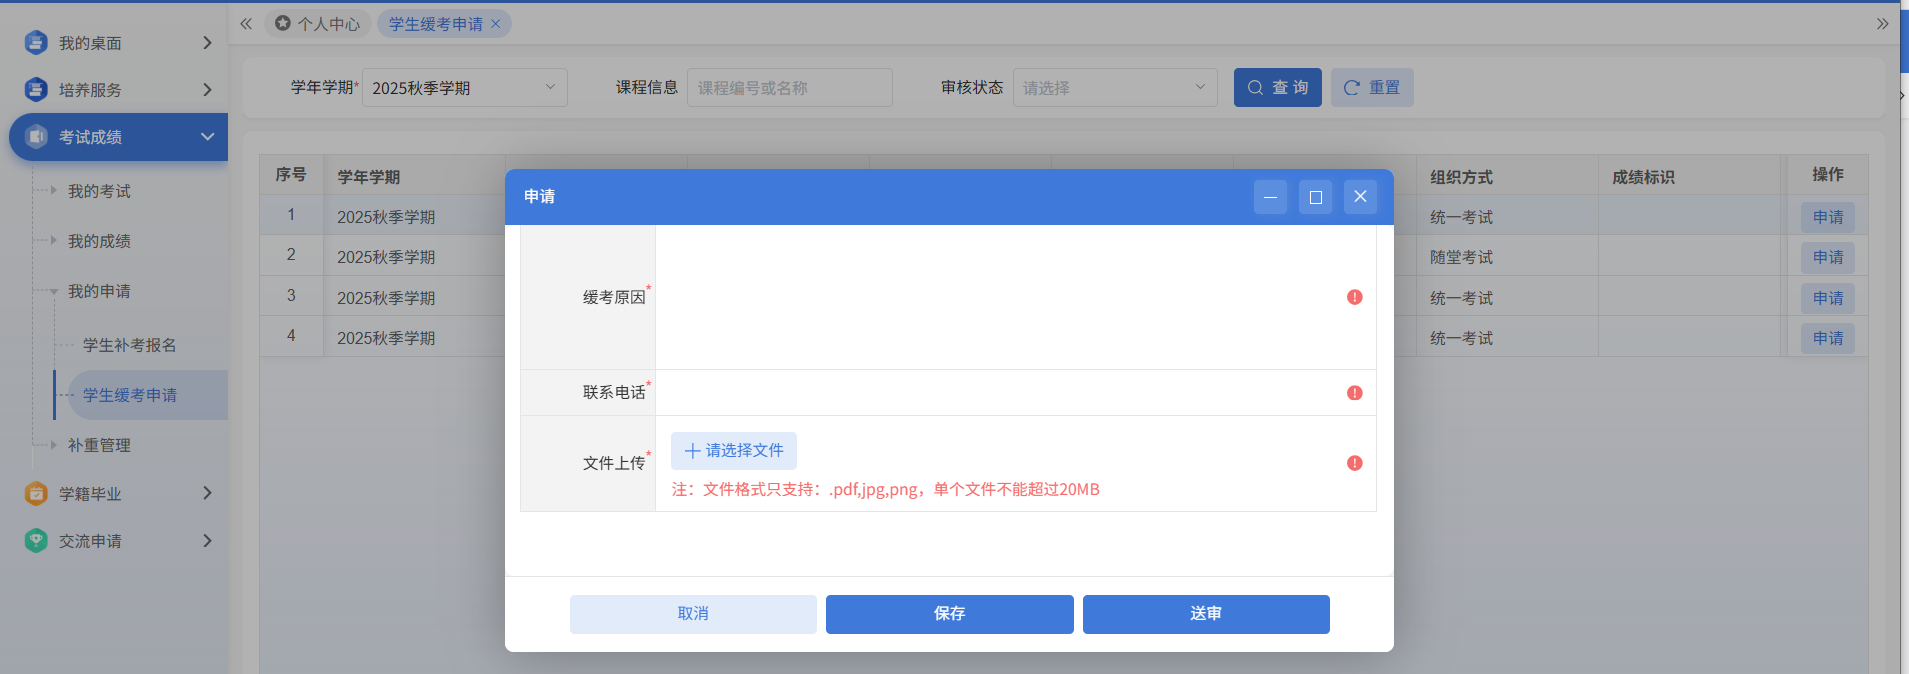 个人中心
学生缓考申请
我的桌面
培养服务
考试成绩
我的考试
我的成绩
我的申请
学生补考报名
学生缓考申请
补重管理
学籍毕业
交流申请
学年学期* 2025秋季学期
课程信息 课程编号或名称
审核状态 请选择
查 询
重置
序号 学年学期 组织方式 成绩标识 操作
1 2025秋季学期 统一考试 申请
2 2025秋季学期 随堂考试 申请
3 2025秋季学期 统一考试 申请
4 2025秋季学期 统一考试 申请
申请
缓考原因*
联系电话*
文件上传*
请选择文件
注：文件格式只支持：.pdf,jpg,png，单个文件不能超过20MB
取消
保存
送审